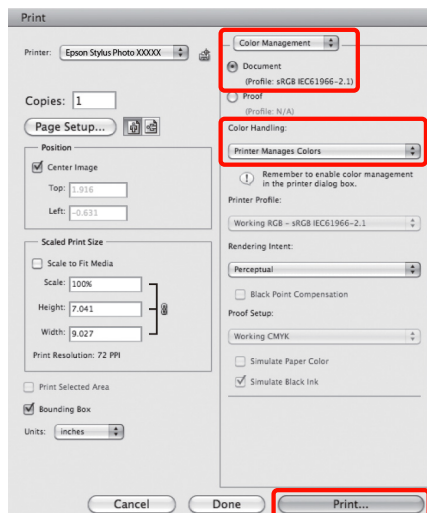 Print
Printer: Epson Stylus Photo XXXXX
Copies: 1
Page Setup...
Position
Center Image
Top: 1.916
Left: -0.631
Scaled Print Size
Scale to Fit Media
Scale: 100%
Height: 7.041
Width: 9.027
Print Resolution: 72 PPI
Print Selected Area
Bounding Box
Units: inches
Color Management
Document
(Profile: sRGB IEC61966-2.1)
Proof
(Profile: N/A)
Color Handling:
Printer Manages Colors
Remember to enable color management
in the printer dialog box.
Printer Profile:
Working RGB - sRGB IEC61966-2.1
Rendering Intent:
Perceptual
Black Point Compensation
Proof Setup:
Working CMYK
Simulate Paper Color
Simulate Black Ink
Cancel Done Print...